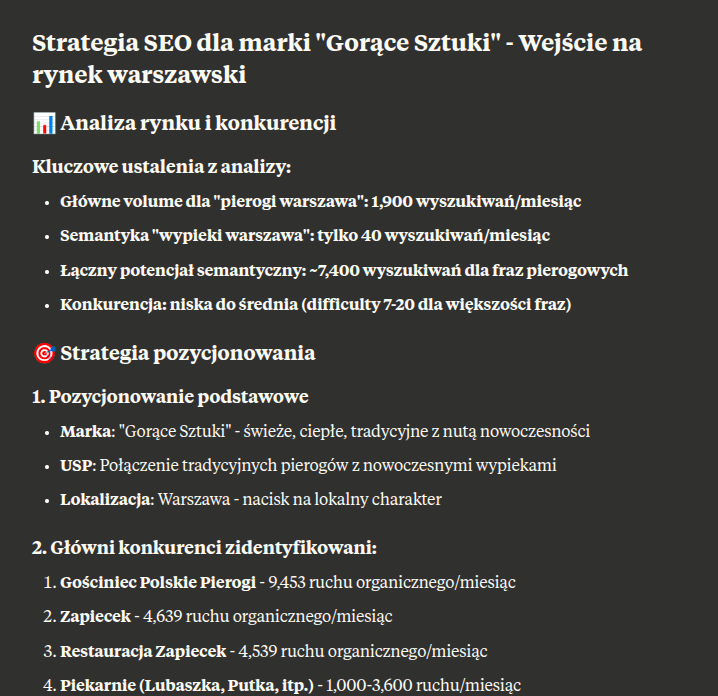 Strategia SEO dla marki "Gorące Sztuki" - Wejście na
rynek warszawski
📊 Analiza rynku i konkurencji
Kluczowe ustalenia z analizy:
• Główne volume dla "pierogi warszawa": 1,900 wyszukiwań/miesiąc
• Semantyka "wypieki warszawa": tylko 40 wyszukiwań/miesiąc
• Łączny potencjał semantyczny: ~7,400 wyszukiwań dla fraz pierogowych
• Konkurencja: niska do średnia (difficulty 7-20 dla większości fraz)
🎯 Strategia pozycjonowania
1. Pozycjonowanie podstawowe
• Marka: "Gorące Sztuki" - świeże, ciepłe, tradycyjne z nutą nowoczesności
• USP: Połączenie tradycyjnych pierogów z nowoczesnymi wypiekami
• Lokalizacja: Warszawa - nacisk na lokalny charakter
2. Główni konkurenci zidentyfikowani:
1. Gościniec Polskie Pierogi - 9,453 ruchu organicznego/miesiąc
2. Zapiecek - 4,639 ruchu organicznego/miesiąc
3. Restauracja Zapiecek - 4,539 ruchu organicznego/miesiąc
4. Piekarnie (Lubaszka, Putka, itp.) - 1,000-3,600 ruchu/miesiąc